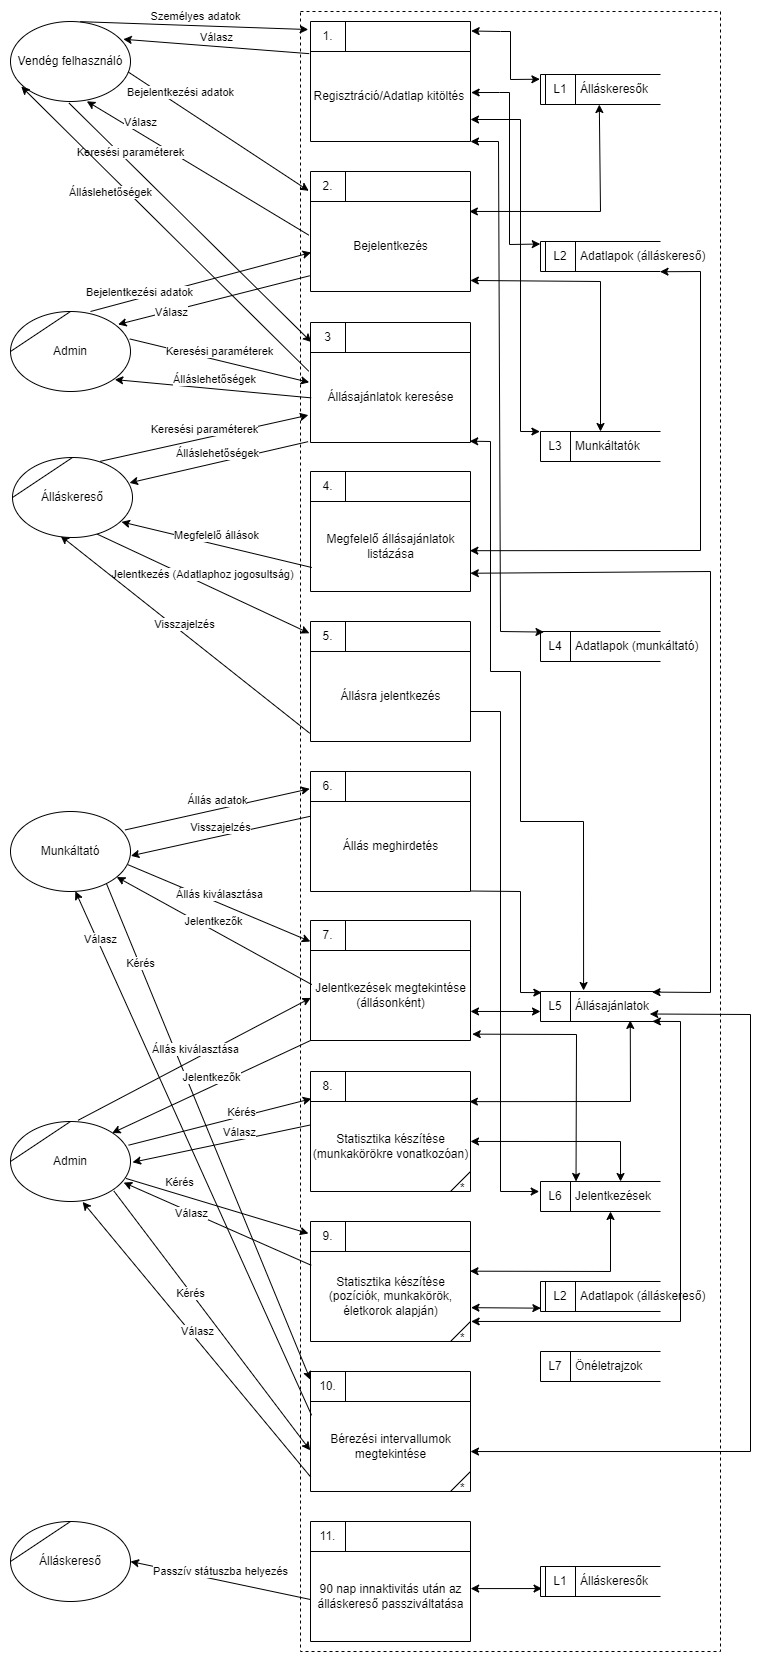 Személyes adatok
Válasz
Vendég felhasználó
Bejelentkezési adatok
Válasz
Keresési paraméterek
Álláslehetőségek
1.
Regisztráció/Adatlap kitöltés
L1 Álláskeresők
2.
Bejelentkezés
L2 Adatlapok (álláskereső)
Bejelentkezési adatok
Válasz
Admin
Keresési paraméterek
Álláslehetőségek
3
Állásajánlatok keresése
L3 Munkáltatók
Keresési paraméterek
Álláslehetőségek
Álláskereső
4.
Megfelelő állásajánlatok
listázása
Megfelelő állások
Jelentkezés (Adatlaphoz jogosultság)
Visszajelzés
5.
Állásra jelentkezés
L4 Adatlapok (munkáltató)
6.
Állás meghirdetés
Állás adatok
Visszajelzés
Munkáltató
Állás kiválasztása
Jelentkezők
Válasz
Kérés
7.
Jelentkezések megtekintése
(állásonként)
L5 Állásajánlatok
Állás kiválasztása
Jelentkezők
8.
Statisztika készítése
(munkakörökre vonatkozóan)
*
Kérés
Válasz
Admin
Kérés
Válasz
L6 Jelentkezések
9.
Statisztika készítése
(pozíciók, munkakörök,
életkorok alapján)
*
L2 Adatlapok (álláskereső)
Kérés
Válasz
L7 Önéletrajzok
10.
Bérezési intervallumok
megtekintése
*
11.
90 nap innaktivitás után az
álláskereső passziváltatása
Álláskereső
Passzív státuszba helyezés
L1 Álláskeresők